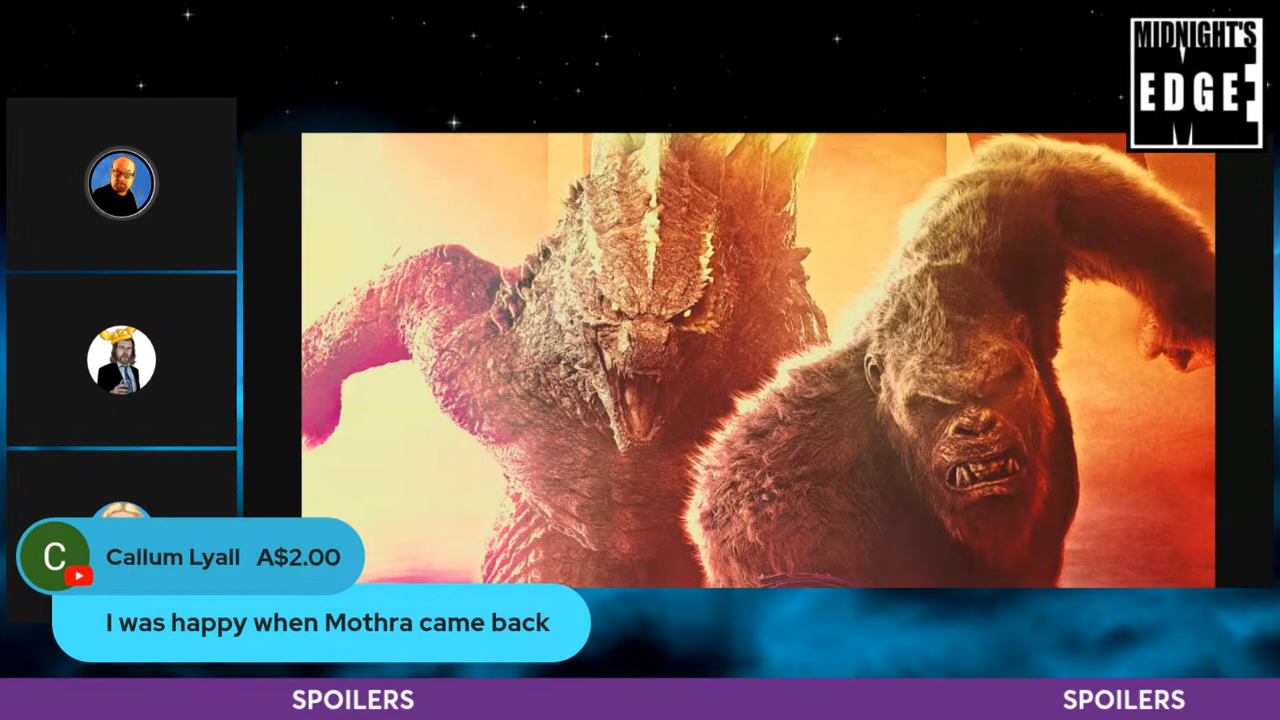 MIDNIGHT'S
EDGE
C
Callum Lyall A$2.00
I was happy when Mothra came back
SPOILERS SPOILERS